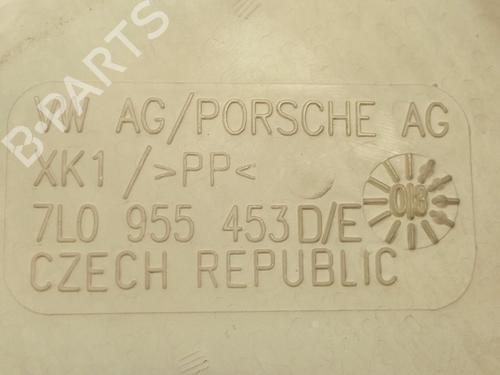 B-PARTS
VW AG/PORSCHE AG
XK1 />PP<
7L0 955 453D/E
CZECH REPUBLIC